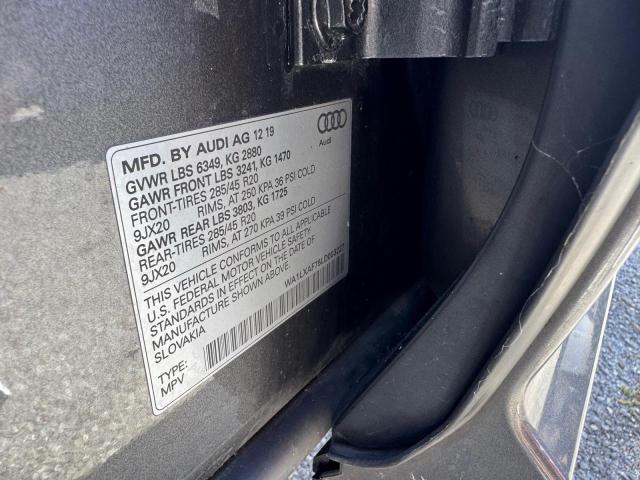 MFD. BY AUDI AG 12 19
Audi
GVWR LBS 6349, KG 2880
GAWR FRONT LBS 3241, KG 1470
FRONT-TIRES 285/45 R20
9JX20 RIMS, AT 250 KPA 36 PSI COLD
GAWR REAR LBS 3803, KG 1725
REAR-TIRES 285/45 R20
9JX20 RIMS, AT 270 KPA 39 PSI COLD
THIS VEHICLE CONFORMS TO ALL APPLICABLE
U.S. FEDERAL MOTOR VEHICLE SAFETY
STANDARDS IN EFFECT ON THE DATE OF
MANUFACTURE SHOWN ABOVE.
SLOVAKIA
TYPE:
MPV